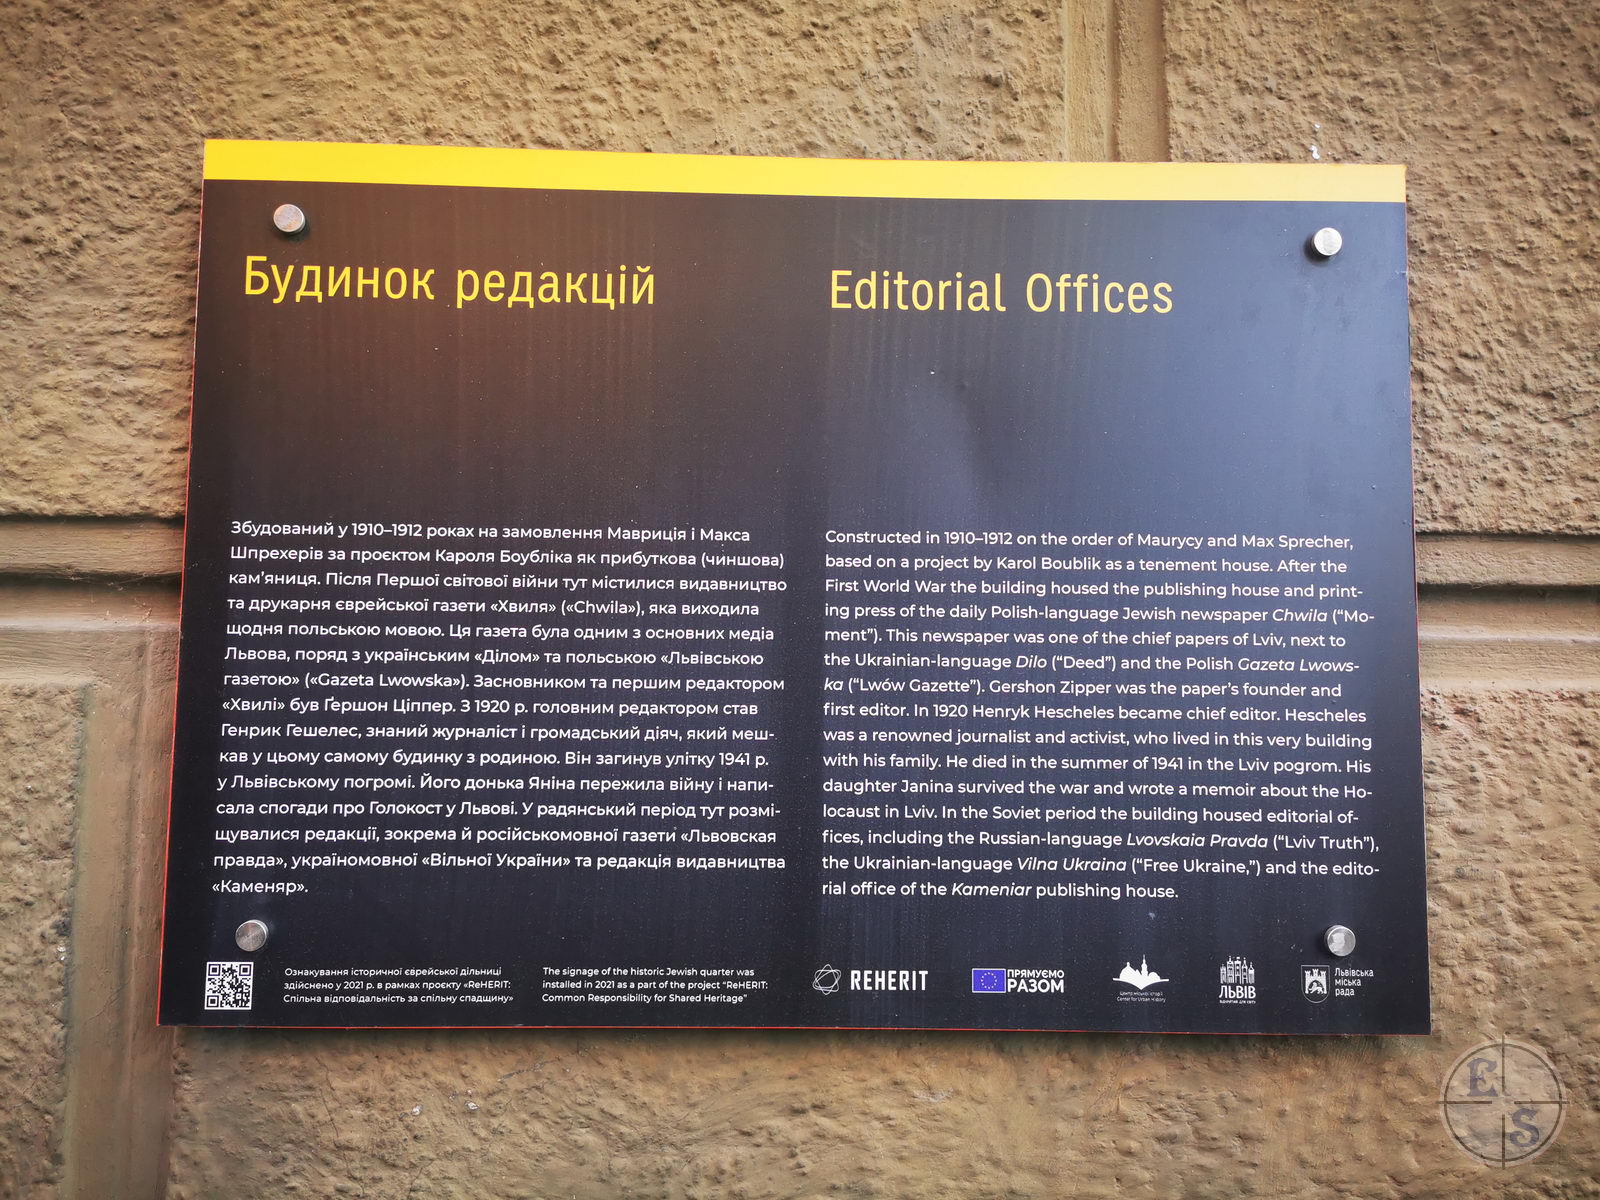 Будинок редакцій
Збудований у 1910–1912 роках на замовлення Мавриція і Макса
Шпрехерів за проєктом Кароля Боубліка як прибуткова (чиншова)
кам’яниця. Після Першої світової війни тут містилися видавництво
та друкарня єврейської газети «Хвиля» («Chwila»), яка виходила
щодня польською мовою. Ця газета була одним з основних медіа
Львова, поряд з українським «Ділом» та польською «Львівською
газетою» («Gazeta Lwowska»). Засновником та першим редактором
«Хвилі» був Ґершон Ціппер. З 1920 р. головним редактором став
Генрик Гешелес, знаний журналіст і громадський діяч, який меш-
кав у цьому самому будинку з родиною. Він загинув улітку 1941 р.
у Львівському погромі. Його донька Яніна пережила війну і напи-
сала спогади про Голокост у Львові. У радянський період тут розмі-
щувалися редакції, зокрема й російськомовної газети «Львовская
правда», україномовної «Вільної України» та редакція видавництва
«Каменяр».
Editorial Offices
Constructed in 1910–1912 on the order of Maurycy and Max Sprecher,
based on a project by Karol Boublik as a tenement house. After the
First World War the building housed the publishing house and print-
ing press of the daily Polish-language Jewish newspaper Chwila (“Mo-
ment”). This newspaper was one of the chief papers of Lviv, next to
the Ukrainian-language Dilo (“Deed”) and the Polish Gazeta Lwows-
ka (“Lwów Gazette”). Gershon Zipper was the paper’s founder and
first editor. In 1920 Henryk Hescheles became chief editor. Hescheles
was a renowned journalist and activist, who lived in this very building
with his family. He died in the summer of 1941 in the Lviv pogrom. His
daughter Janina survived the war and wrote a memoir about the Ho-
locaust in Lviv. In the Soviet period the building housed editorial of-
fices, including the Russian-language Lvovskaia Pravda (“Lviv Truth”),
the Ukrainian-language Vilna Ukraina (“Free Ukraine,”) and the edito-
rial office of the Kameniar publishing house.
Ознакування історичної єврейської дільниці
здійснено у 2021 р. в рамках проєкту «ReHERIT:
Спільна відповідальність за спільну спадщину»
The signage of the historic Jewish quarter was
installed in 2021 as a part of the project “ReHERIT:
Common Responsibility for Shared Heritage”
REHERIT
ПРЯМУЄМО
РАЗОМ
Центр міської історії
Center for Urban History
ЛЬВІВ
відкритий для світу
Львівська
міська
рада
E
S